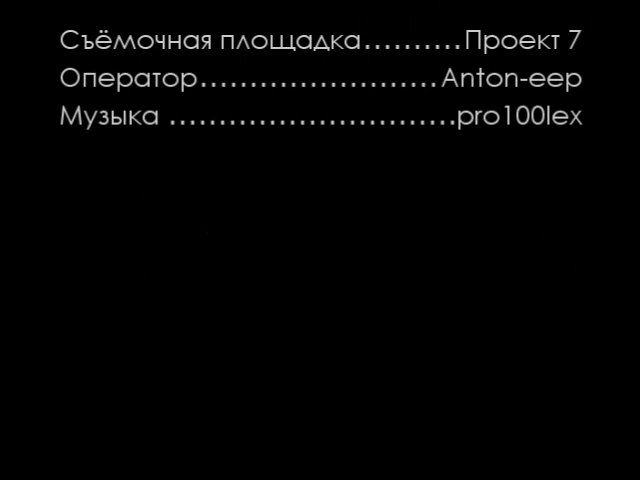 Съёмочная площадка..........Проект 7
Оператор........................Anton-eep
Музыка .............................pro100lex